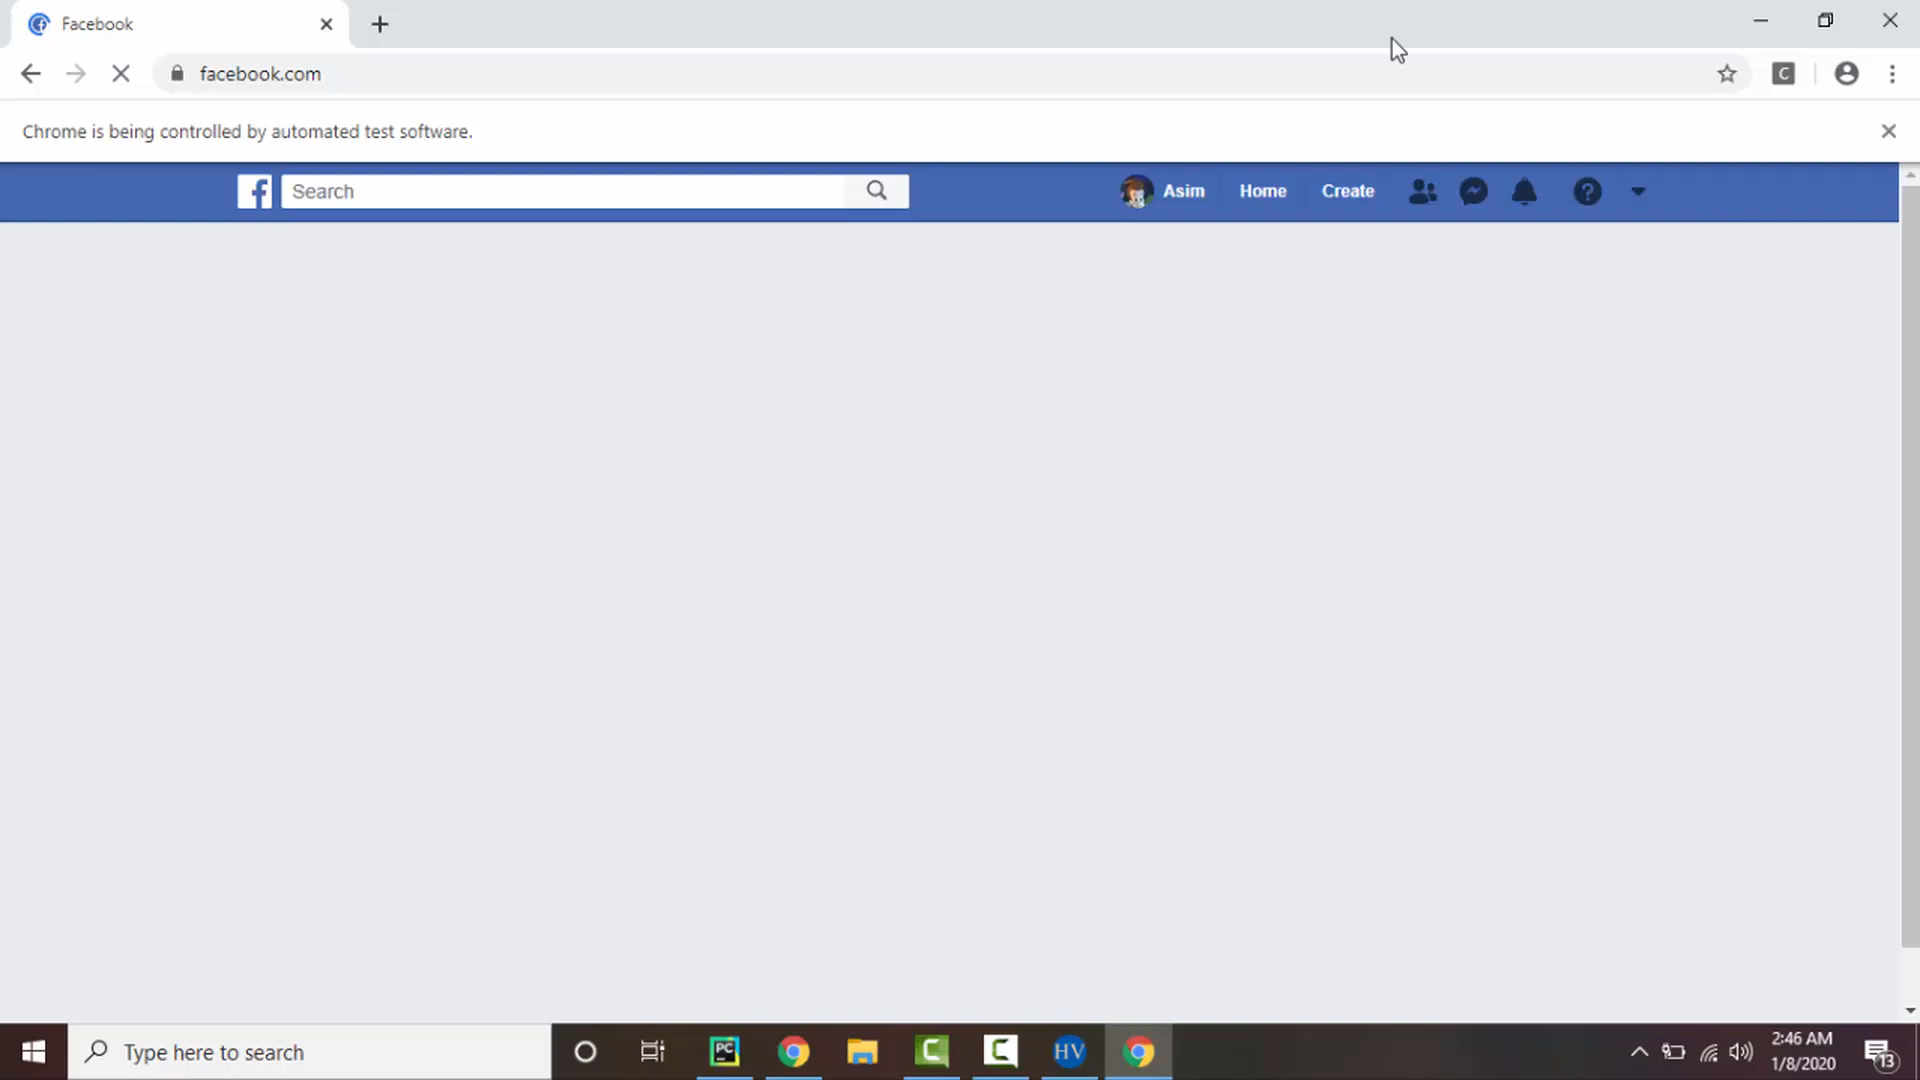 Facebook
facebook.com
C
Chrome is being controlled by automated test software.
f Search Asim Home Create ?
Type here to search
PC
C
C
HV
2:46 AM
1/8/2020
13